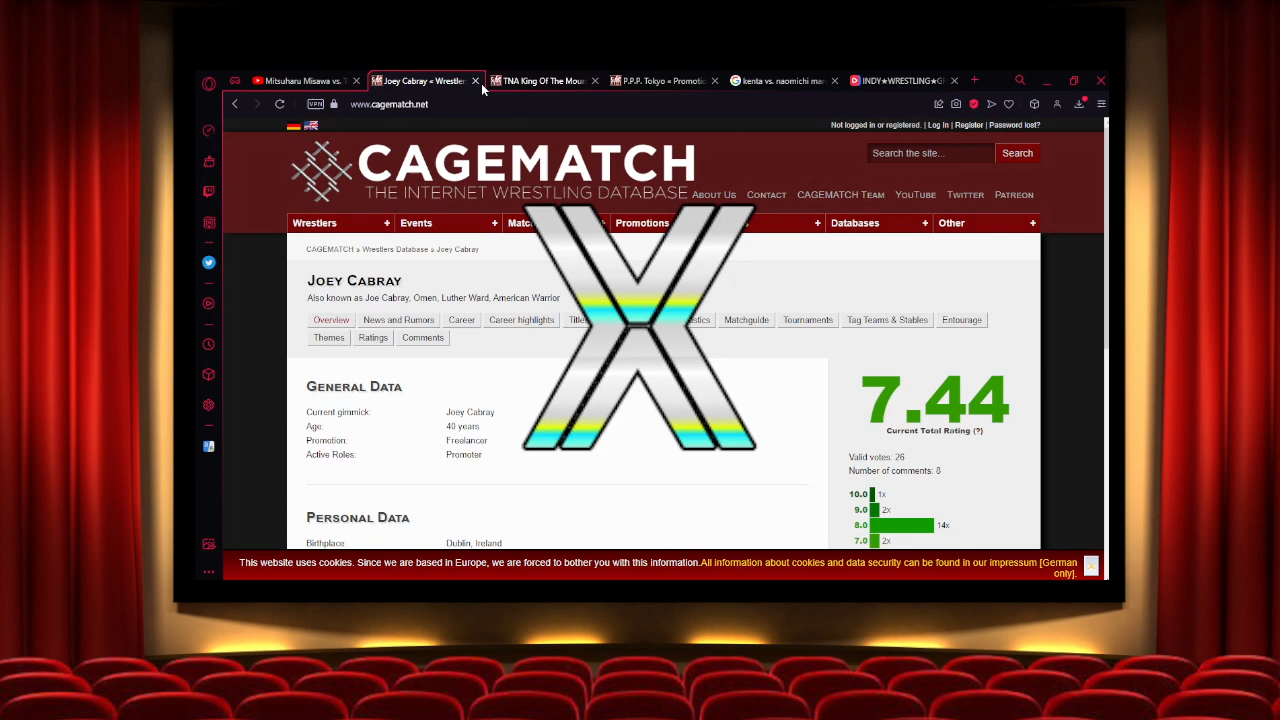 Mitsuharu Misawa vs. T
Joey Cabray « Wrestler
TNA King Of The Moun
P.P.P. Tokyo « Promotio
kenta vs. naomichi mar
INDY★WRESTLING★G
VPN
www.cagematch.net
Not logged in or registered. | Log In | Register | Password lost?
CAGEMATCH
THE INTERNET WRESTLING DATABASE
Search the site...
Search
About Us
Contact
CAGEMATCH Team
YouTube
Twitter
Patreon
Wrestlers +
Events +
Promotions
+
Databases +
Other +
CAGEMATCH » Wrestlers Database » Joey Cabray
Joey Cabray
Also known as Joe Cabray, Omen, Luther Ward, American Warrior
Overview
News and Rumors
Career
Career highlights
Matchguide
Tournaments
Tag Teams & Stables
Entourage
Themes
Ratings
Comments
X
General Data
Current gimmick: Joey Cabray
Age: 40 years
Promotion: Freelancer
Active Roles: Promoter
Personal Data
Birthplace: Dublin, Ireland
7.44
Current Total Rating (?)
Valid votes: 26
Number of comments: 8
10.0 1x
9.0 2x
8.0 14x
7.0 2x
This website uses cookies. Since we are based in Europe, we are forced to bother you with this information.All information about cookies and data security can be found in our impressum [German
only].